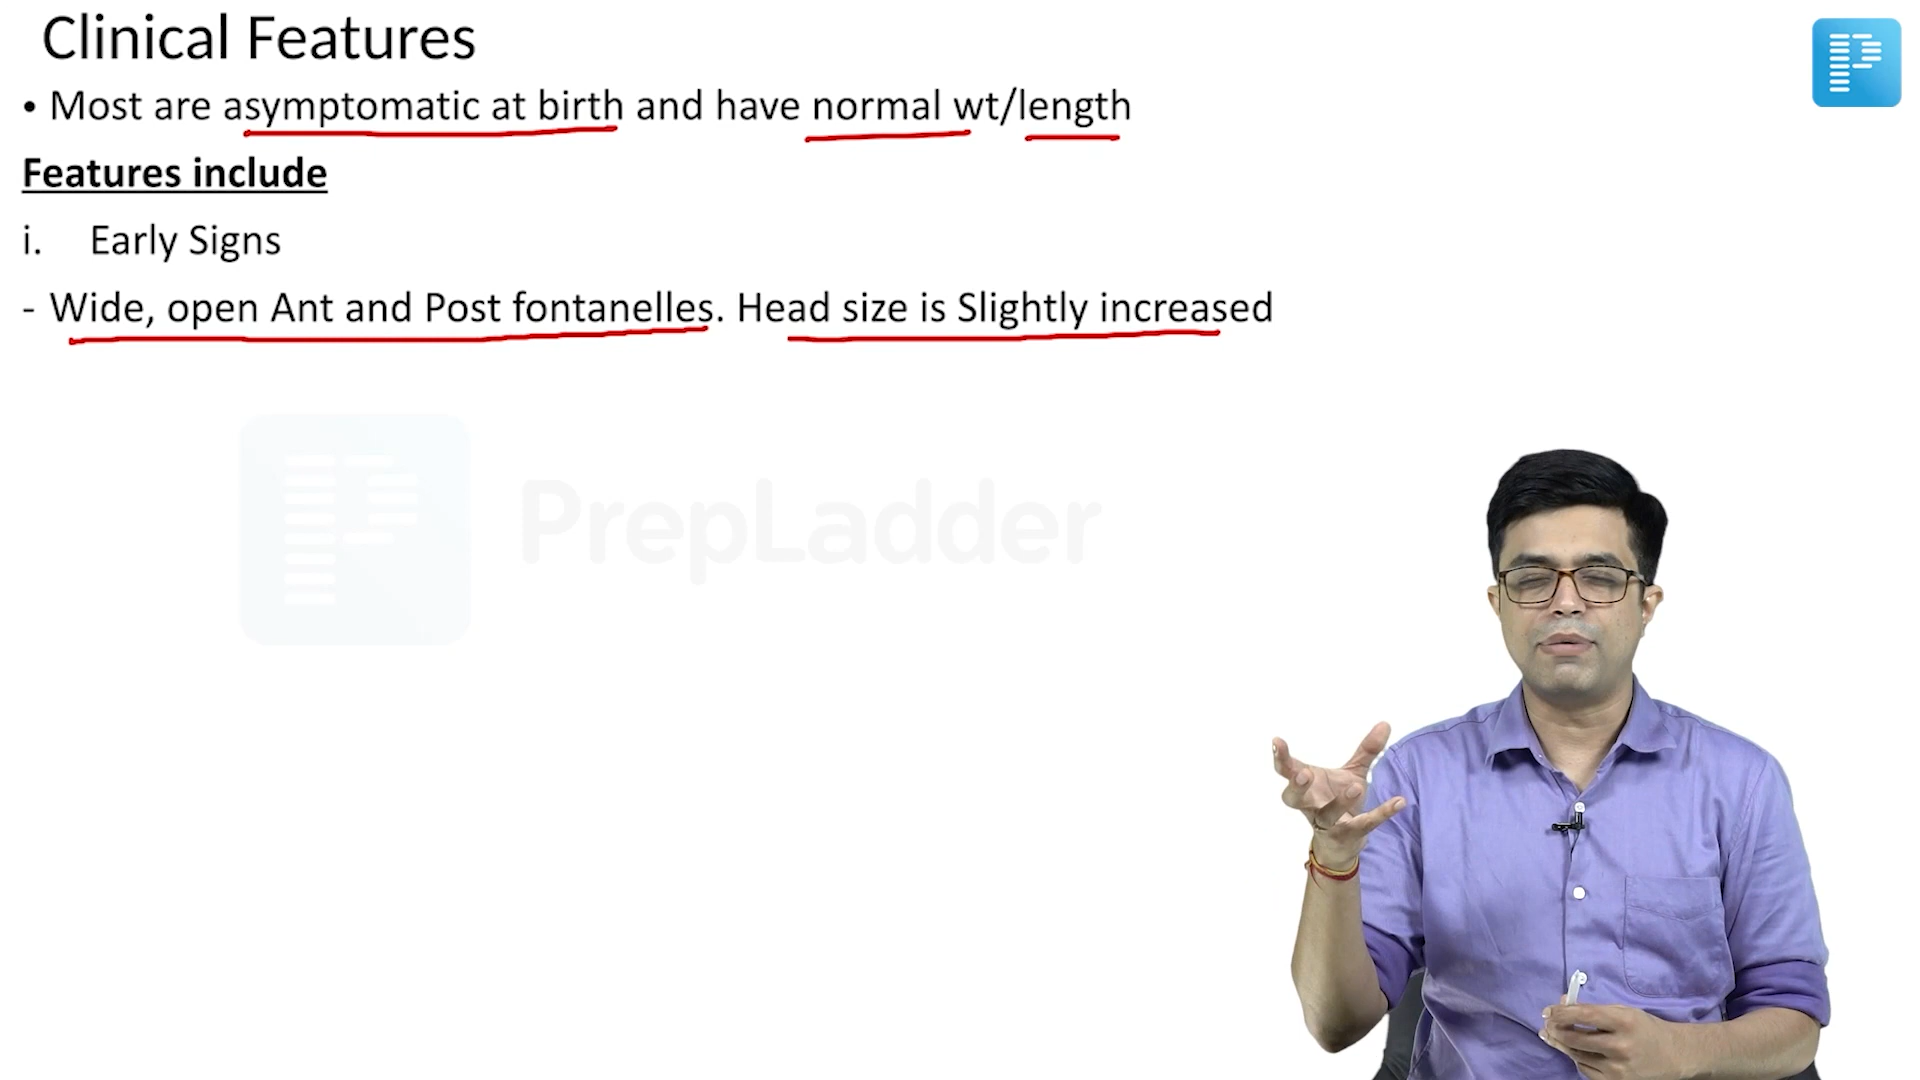 Clinical Features
• Most are asymptomatic at birth and have normal wt/length
Features include
i. Early Signs
- Wide, open Ant and Post fontanelles. Head size is Slightly increased
PrepLadder